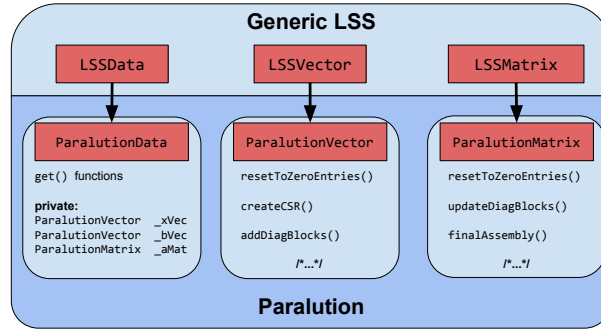 Generic LSS
LSSData
LSSVector
LSSMatrix
ParalutionData
get() functions
private:
ParalutionVector _xVec
ParalutionVector _bVec
ParalutionMatrix _aMat
ParalutionVector
resetToZeroEntries()
createCSR()
addDiagBlocks()
/*...*/
ParalutionMatrix
resetToZeroEntries()
updateDiagBlocks()
finalAssembly()
/*...*/
Paralution